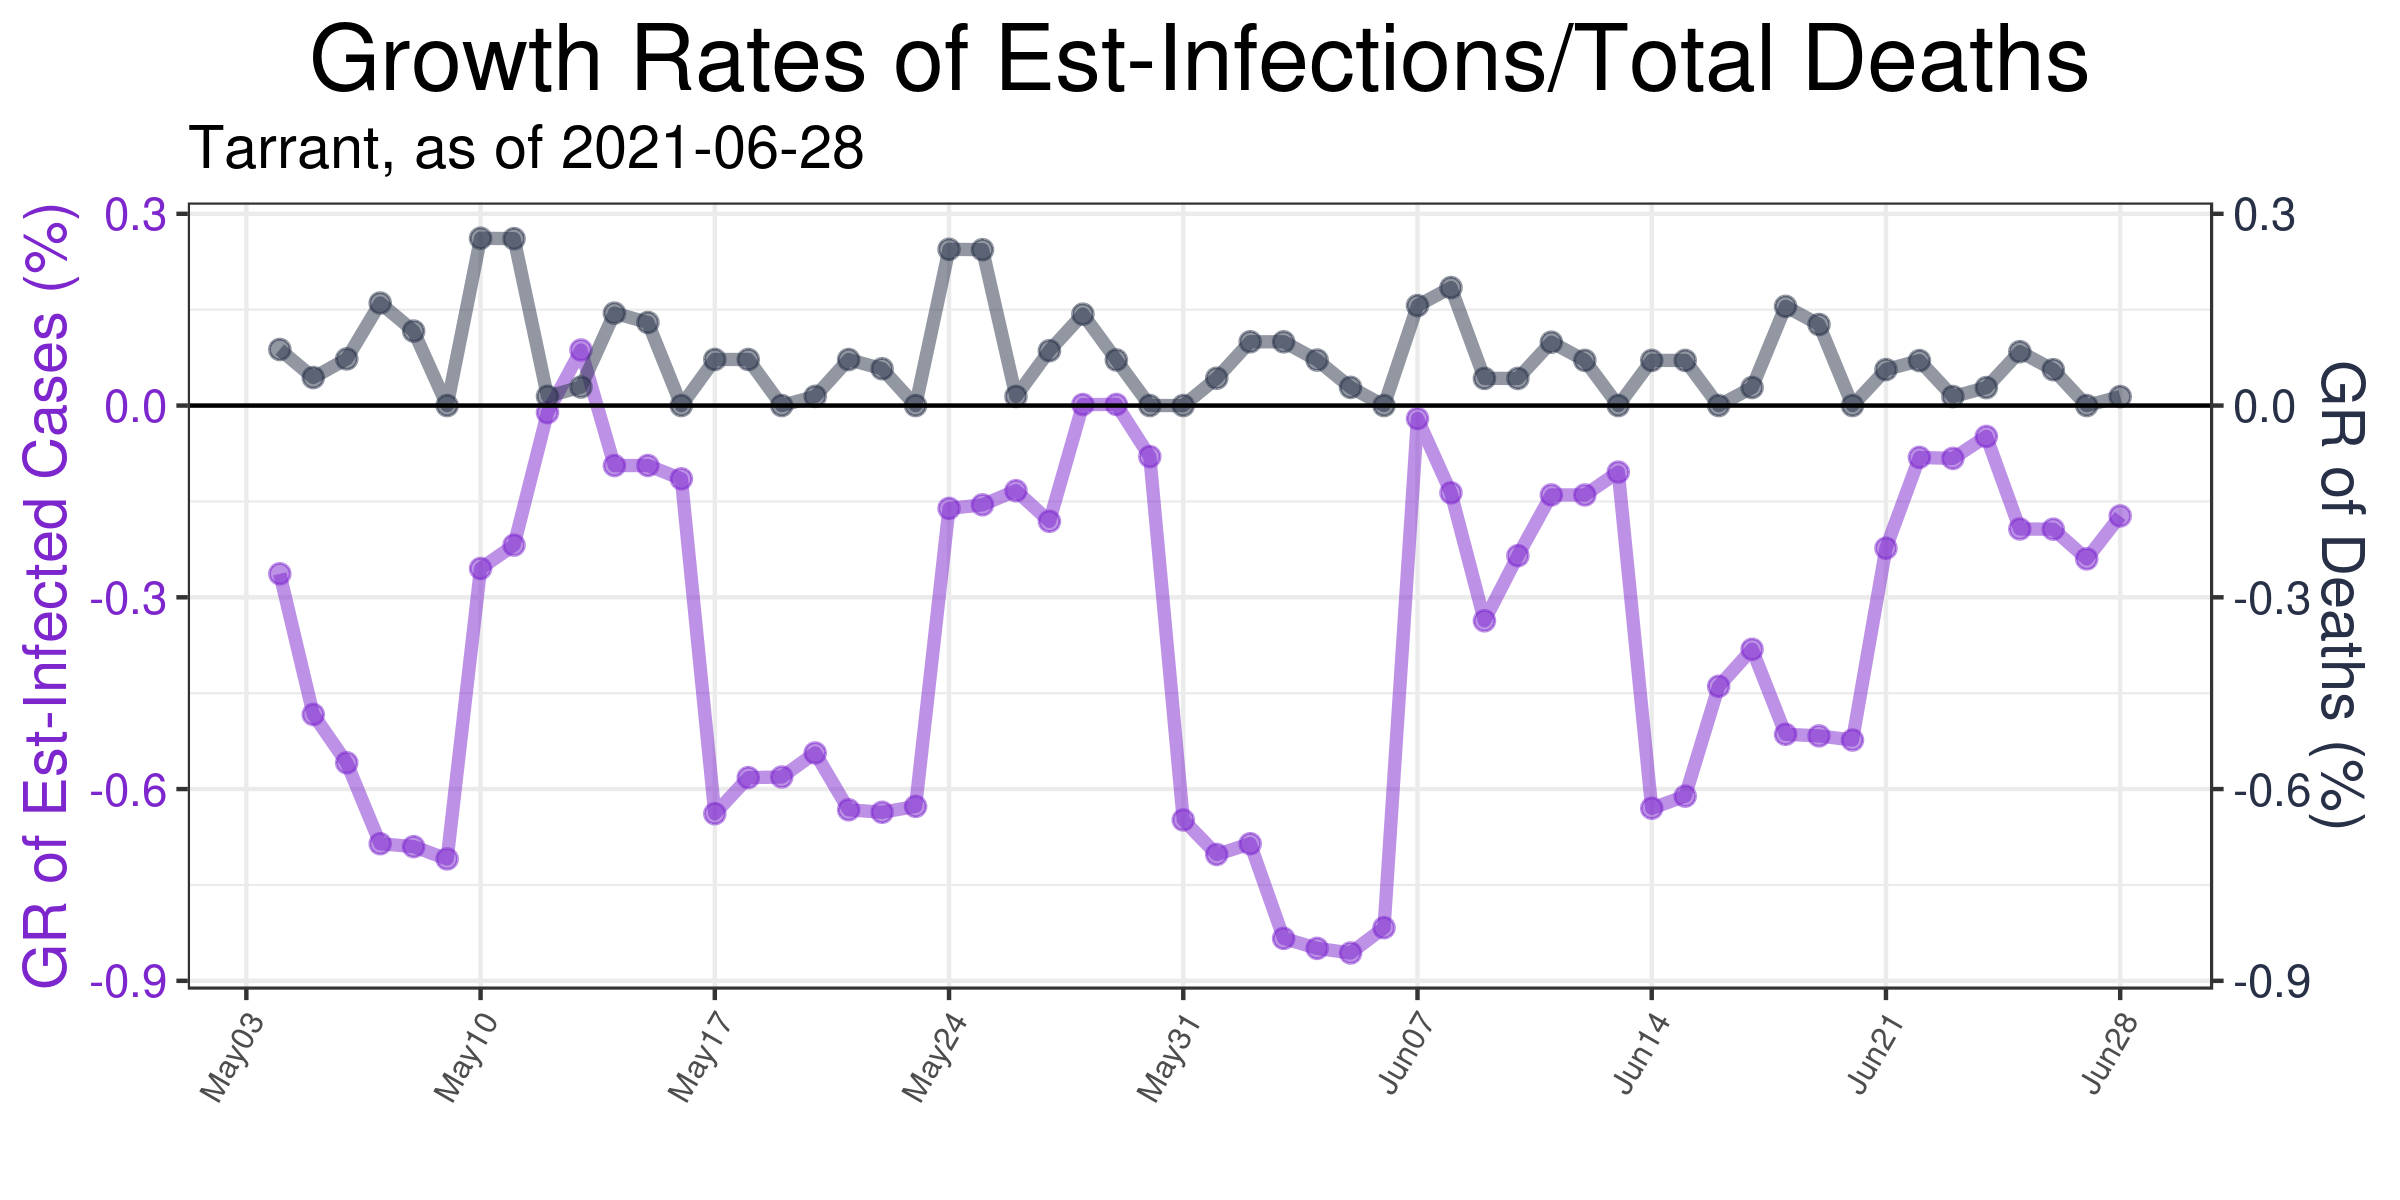 Growth Rates of Est-Infections/Total Deaths
Tarrant, as of 2021-06-28
GR of Est-Infected Cases (%)
0.3
0.0
-0.3
-0.6
-0.9
0.3
0.0
-0.3
-0.6
-0.9
GR of Deaths (%)
May03
May10
May17
May24
May31
Jun07
Jun14
Jun21
Jun28